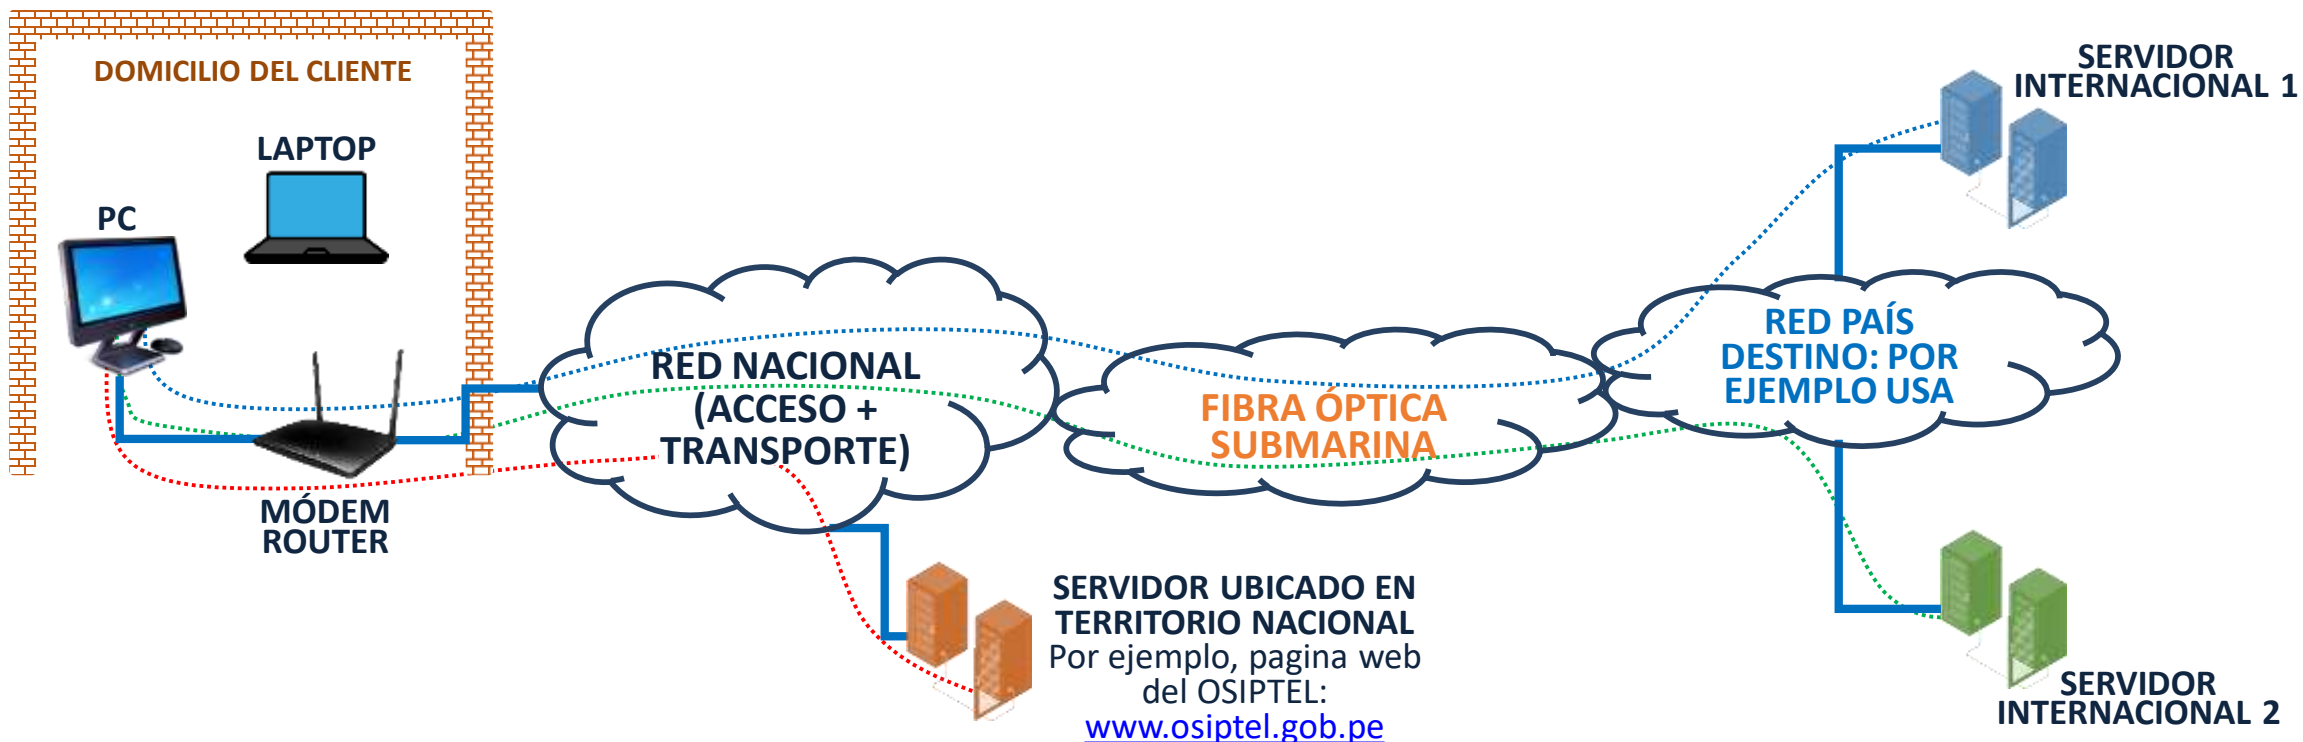 DOMICILIO DEL CLIENTE
LAPTOP
PC
MÓDEM
ROUTER
RED NACIONAL
(ACCESO +
TRANSPORTE)
SERVIDOR UBICADO EN
TERRITORIO NACIONAL
Por ejemplo, pagina web
del OSIPTEL:
www.osiptel.gob.pe
FIBRA ÓPTICA
SUBMARINA
RED PAÍS
DESTINO: POR
EJEMPLO USA
SERVIDOR
INTERNACIONAL 1
SERVIDOR
INTERNACIONAL 2